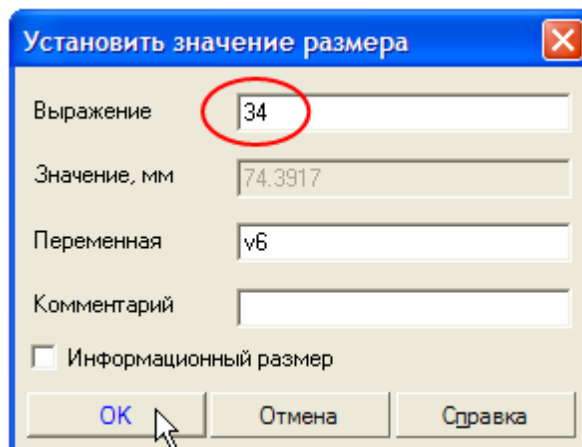 Установить значение размера
Выражение 34
Значение, мм 74.3917
Переменная v6
Комментарий
Информационный размер
OK Отмена Справка